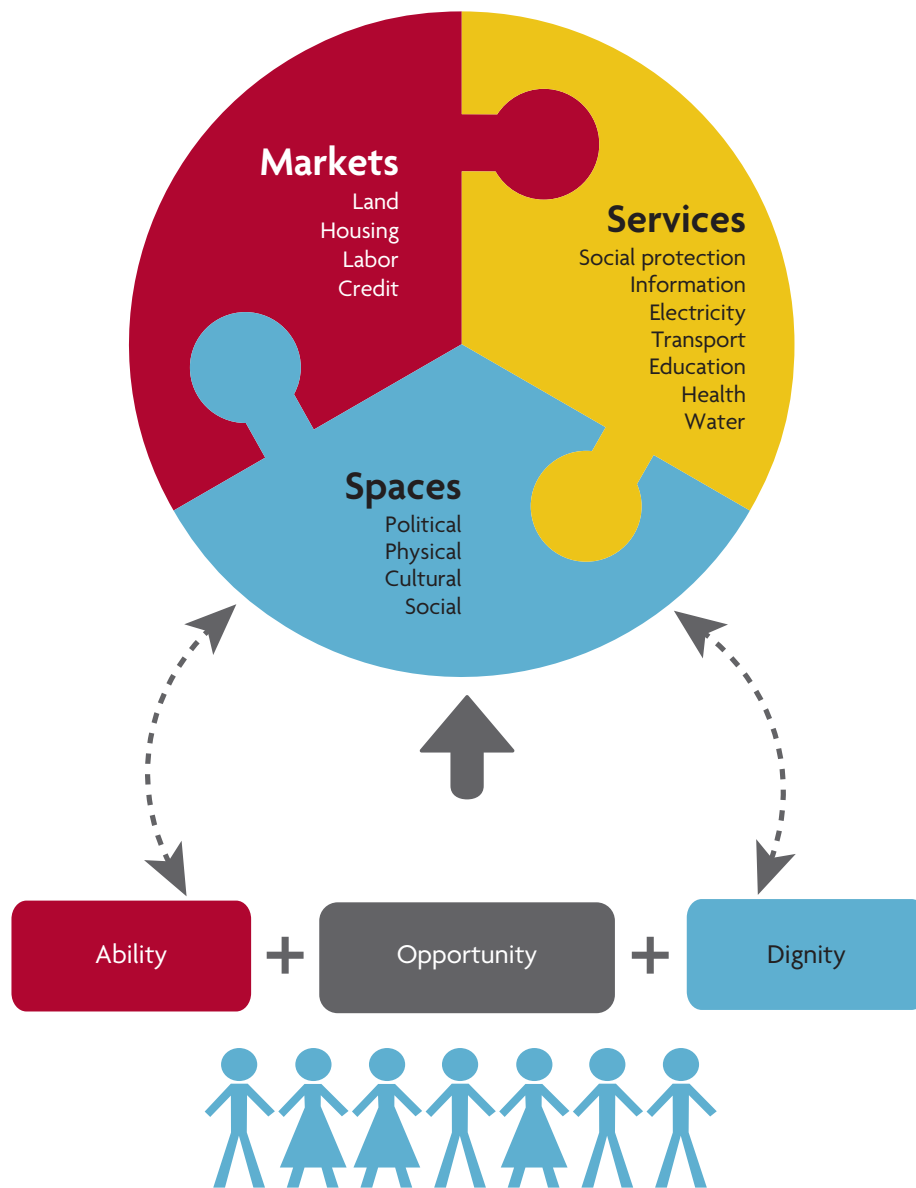 Markets
Land
Housing
Labor
Credit
Services
Social protection
Information
Electricity
Transport
Education
Health
Water
Spaces
Political
Physical
Cultural
Social
Ability + Opportunity + Dignity